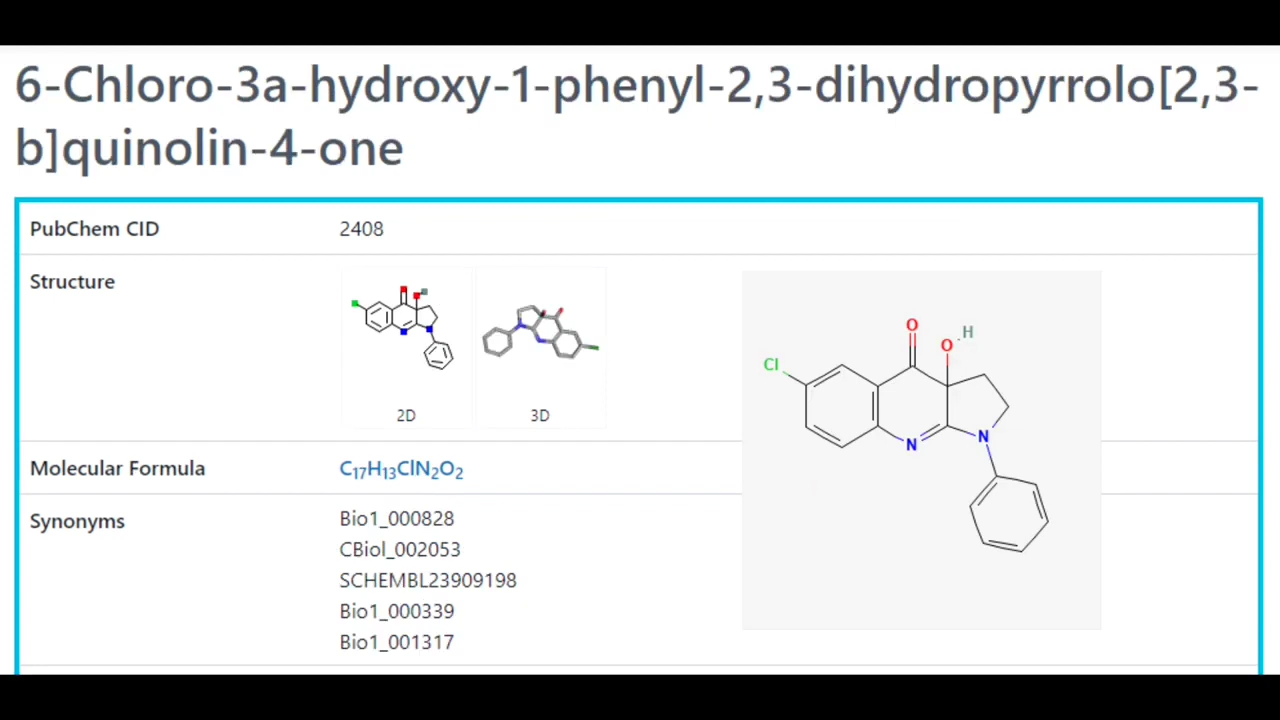 6-Chloro-3a-hydroxy-1-phenyl-2,3-dihydropyrrolo[2,3-
b]quinolin-4-one
PubChem CID 2408
Structure
2D 3D
O
O H
Cl
N N
Molecular Formula C₁₇H₁₃ClN₂O₂
Synonyms Bio1_000828
CBiol_002053
SCHEMBL23909198
Bio1_000339
Bio1_001317